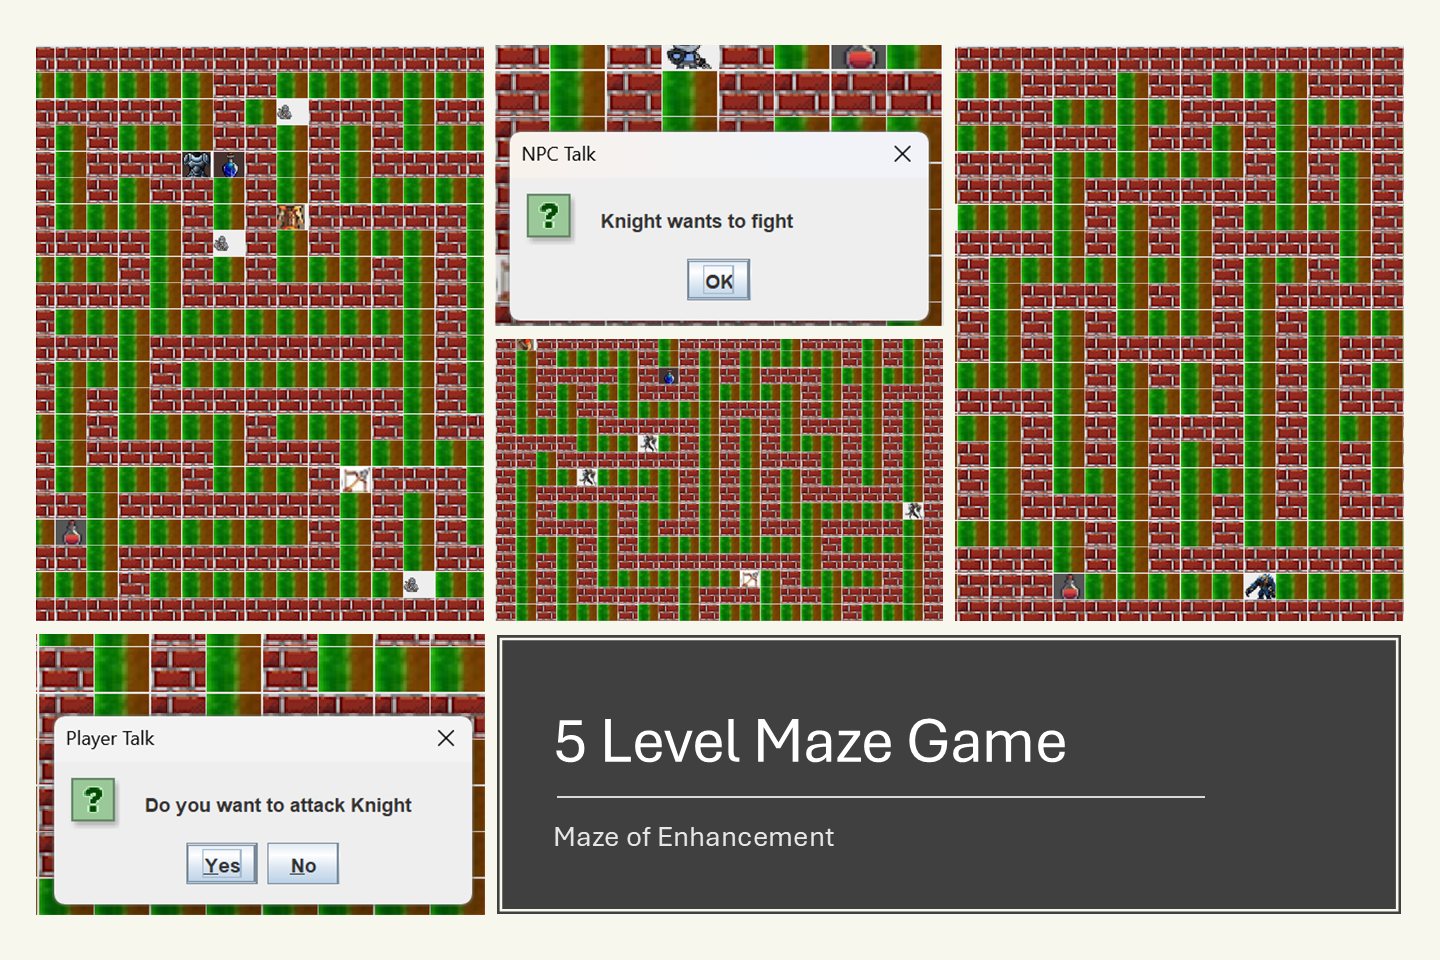 NPC Talk
?
Knight wants to fight
OK
Player Talk
?
Do you want to attack Knight
Yes No
5 Level Maze Game
Maze of Enhancement